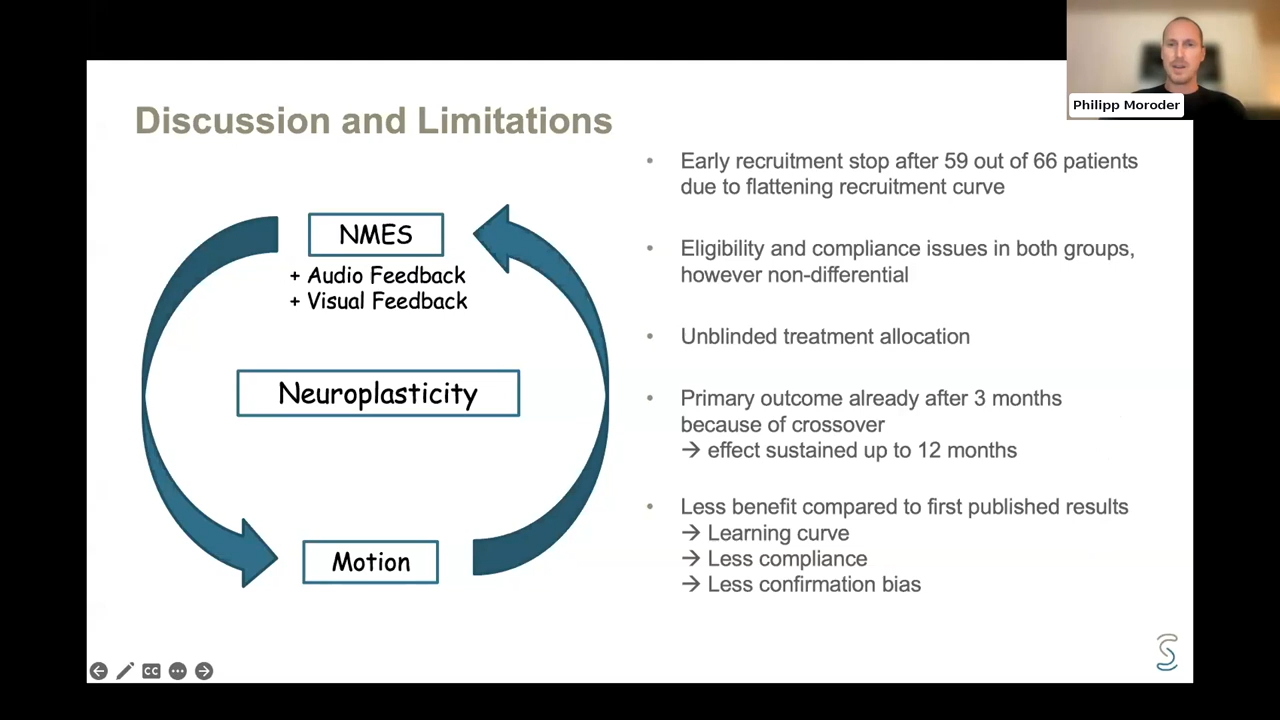 Philipp Moroder
Discussion and Limitations
NMES
+ Audio Feedback
+ Visual Feedback
Neuroplasticity
Motion
• Early recruitment stop after 59 out of 66 patients
due to flattening recruitment curve
• Eligibility and compliance issues in both groups,
however non-differential
• Unblinded treatment allocation
• Primary outcome already after 3 months
because of crossover
→ effect sustained up to 12 months
• Less benefit compared to first published results
→ Learning curve
→ Less compliance
→ Less confirmation bias
CC